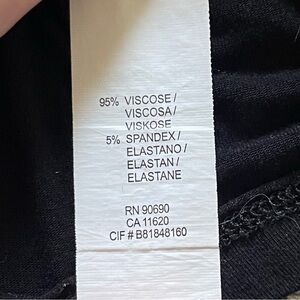 95% VISCOSE /
VISCOSA /
VISKOSE
5% SPANDEX /
ELASTANO /
ELASTAN /
ELASTANE
RN 90690
CA 11620
CIF # B81848160